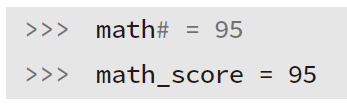 >>> math# = 95
>>> math_score = 95